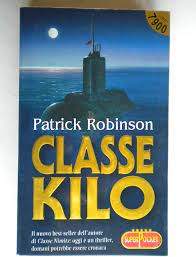 7900
Patrick Robinson
CLASSE
KILO
Il nuovo best-seller dell'autore
di Classe Nimitz: oggi è un thriller,
domani potrebbe essere cronaca
SUPER POCKET